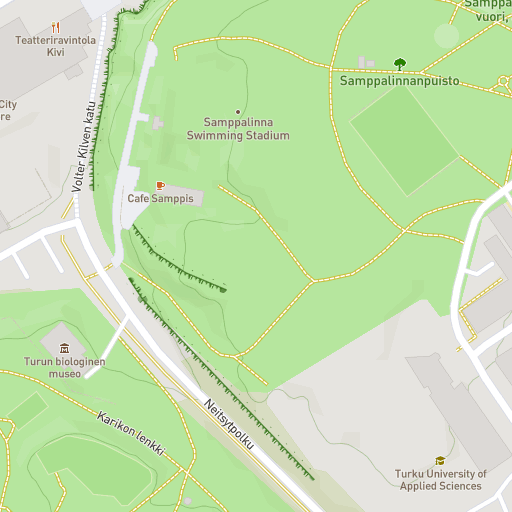 Samppa
vuori,
Teatteriravintola
Kivi
Samppalinnanpuisto
City
re
Samppalinna
Swimming Stadium
Volter Kilven katu
Cafe Samppis
Turun biologinen
museo
Neitsytpolku
Karikon lenkki
Turku University of
Applied Sciences